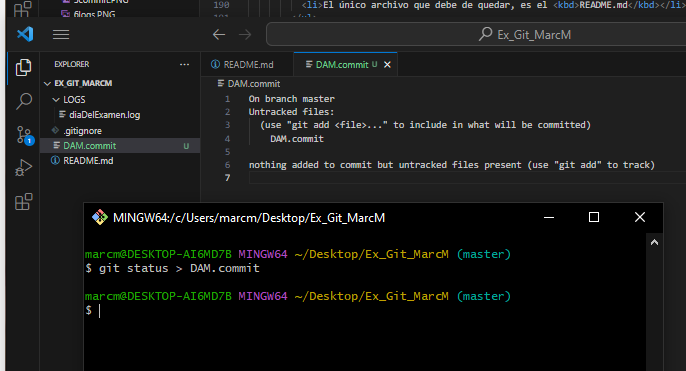 5commit.PNG
6logs.PNG
190 <li>El único archivo que debe de quedar, es el <kbd>README.md</kbd></li>
191
Ex_Git_MarcM
EXPLORER ...
README.md
DAM.commit U
EX_GIT_MARCM
LOGS
diaDelExamen.log
.gitignore
DAM.commit U
README.md
1
DAM.commit
1 On branch master
2 Untracked files:
3 (use "git add <file>..." to include in what will be committed)
4 DAM.commit
5
6 nothing added to commit but untracked files present (use "git add" to track)
7
MINGW64:/c/Users/marcm/Desktop/Ex_Git_MarcM
marcm@DESKTOP-AI6MD7B MINGW64 ~/Desktop/Ex_Git_MarcM (master)
$ git status > DAM.commit
marcm@DESKTOP-AI6MD7B MINGW64 ~/Desktop/Ex_Git_MarcM (master)
$